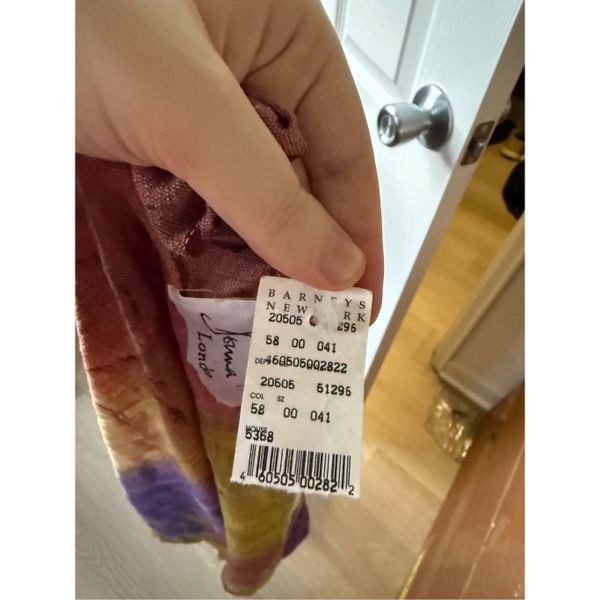 BARNEYS
NEW YORK
20505 51296
58 00 041
DEPT 460505002822
20505 51296
COL SZ
58 00 041
HOUSE
5368
4 60505 00282 2
Londo